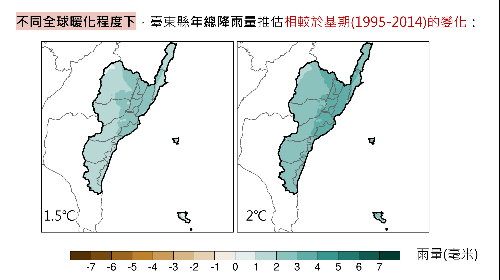 不同全球暖化程度下，臺東縣年總降雨量推估相較於基期(1995-2014)的變化：
1.5℃
2℃
雨量(毫米)
-7 -6 -5 -4 -3 -2 -1 0 1 2 3 4 5 6 7